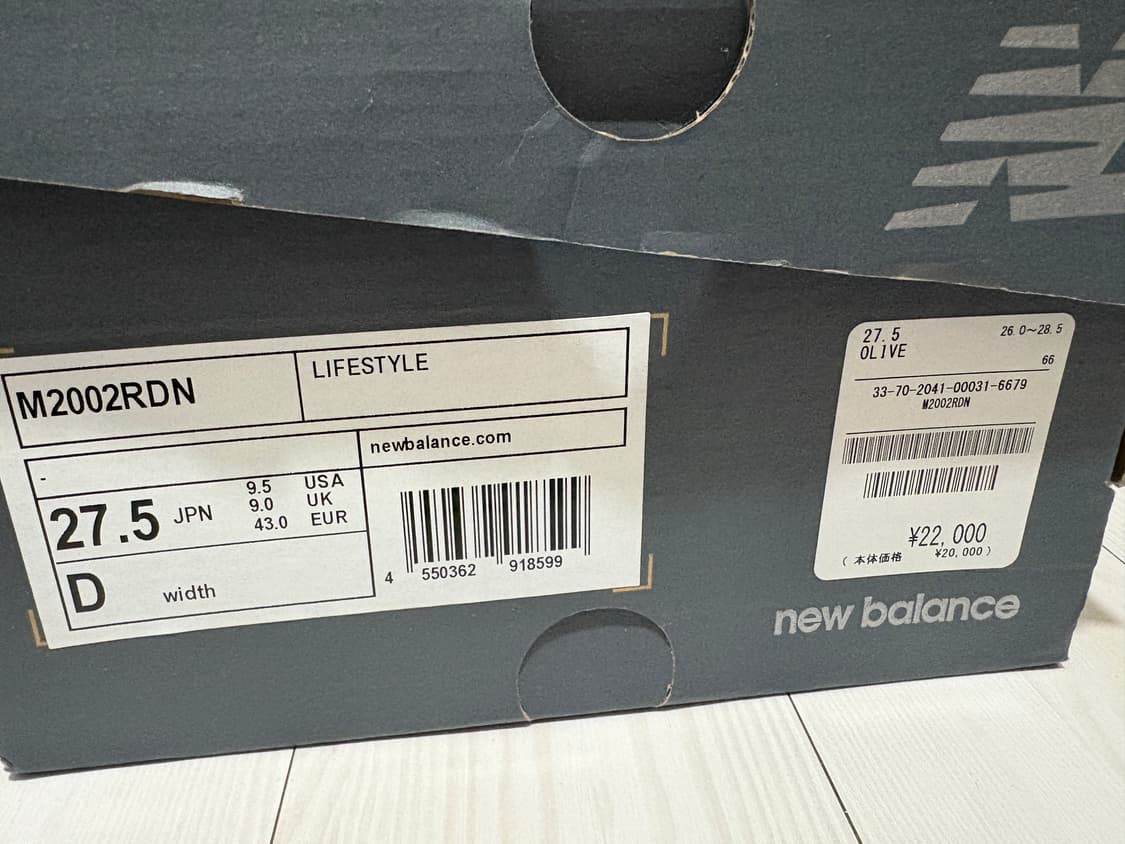 M2002RDN
LIFESTYLE
newbalance.com
-
27.5 JPN
9.5 USA
9.0 UK
43.0 EUR
D width
4 550362 918599
27.5 26.0～28.5
OLIVE
66
33-70-2041-00031-6679
M2002RDN
¥22,000
(本体価格 ¥20,000)
new balance